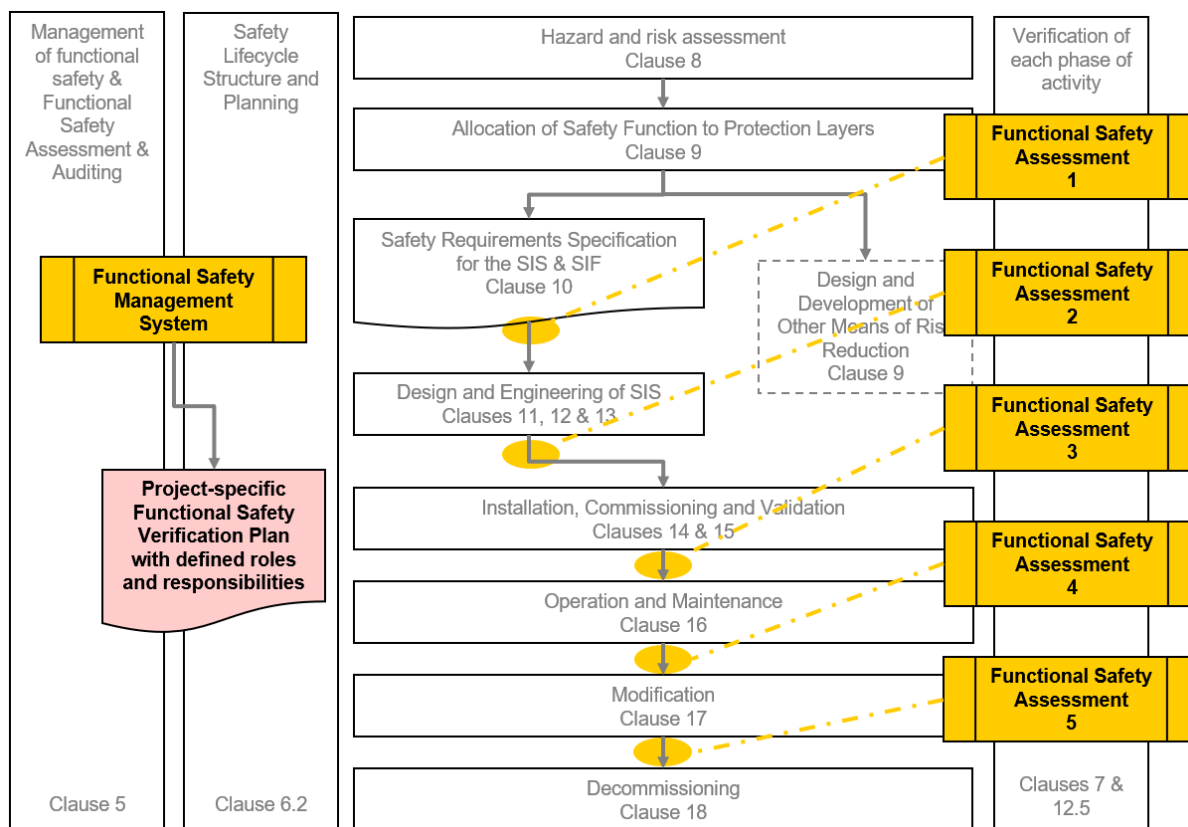 Management
of functional
safety &
Functional
Safety
Assessment &
Auditing
Clause 5
Safety
Lifecycle
Structure and
Planning
Clause 6.2
Functional Safety
Management
System
Project-specific
Functional Safety
Verification Plan
with defined roles
and responsibilities
Hazard and risk assessment
Clause 8
Allocation of Safety Function to Protection Layers
Clause 9
Safety Requirements Specification
for the SIS & SIF
Clause 10
Design and
Development of
Other Means of Ris
Reduction
Clause 9
Design and Engineering of SIS
Clauses 11, 12 & 13
Installation, Commissioning and Validation
Clauses 14 & 15
Operation and Maintenance
Clause 16
Modification
Clause 17
Decommissioning
Clause 18
Verification of
each phase of
activity
Functional Safety
Assessment
1
Functional Safety
Assessment
2
Functional Safety
Assessment
3
Functional Safety
Assessment
4
Functional Safety
Assessment
5
Clauses 7 &
12.5